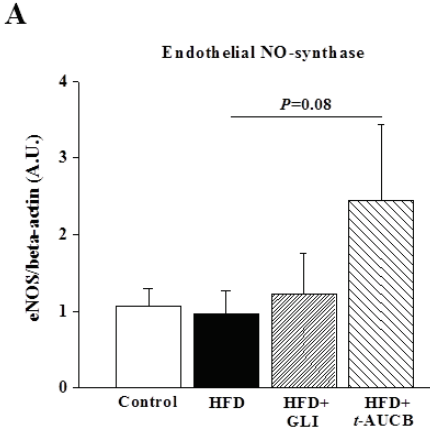 A
Endothelial NO-synthase
eNOS/beta-actin (A.U.)
4
3
2
1
0
P=0.08
Control
HFD
HFD+
GLI
HFD+
t-AUCB